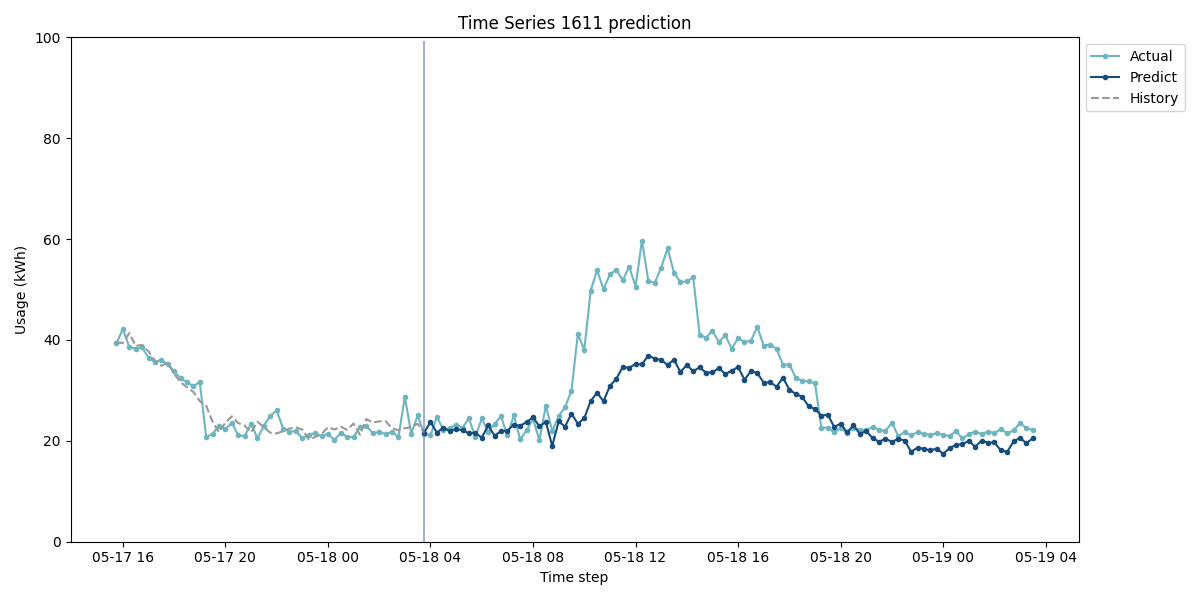 Time Series 1611 prediction
100
80
60
40
20
0
Usage (kWh)
05-17 16
05-17 20
05-18 00
05-18 04
05-18 08
05-18 12
05-18 16
05-18 20
05-19 00
05-19 04
Time step
Actual
Predict
History